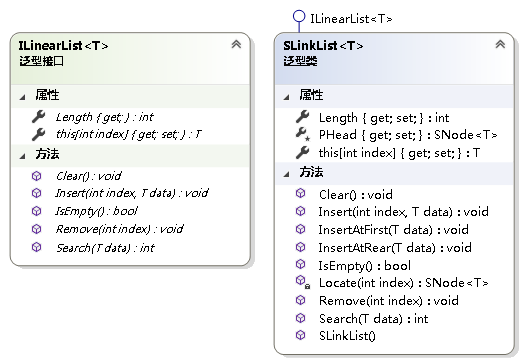 ILinearList<T>
泛型接口
属性
Length { get; } : int
this[int index] { get; set; } : T
方法
Clear() : void
Insert(int index, T data) : void
IsEmpty() : bool
Remove(int index) : void
Search(T data) : int
ILinearList<T>
SLinkList<T>
泛型类
属性
Length { get; set; } : int
PHead { get; set; } : SNode<T>
this[int index] { get; set; } : T
方法
Clear() : void
Insert(int index, T data) : void
InsertAtFirst(T data) : void
InsertAtRear(T data) : void
IsEmpty() : bool
Locate(int index) : SNode<T>
Remove(int index) : void
Search(T data) : int
SLinkList()